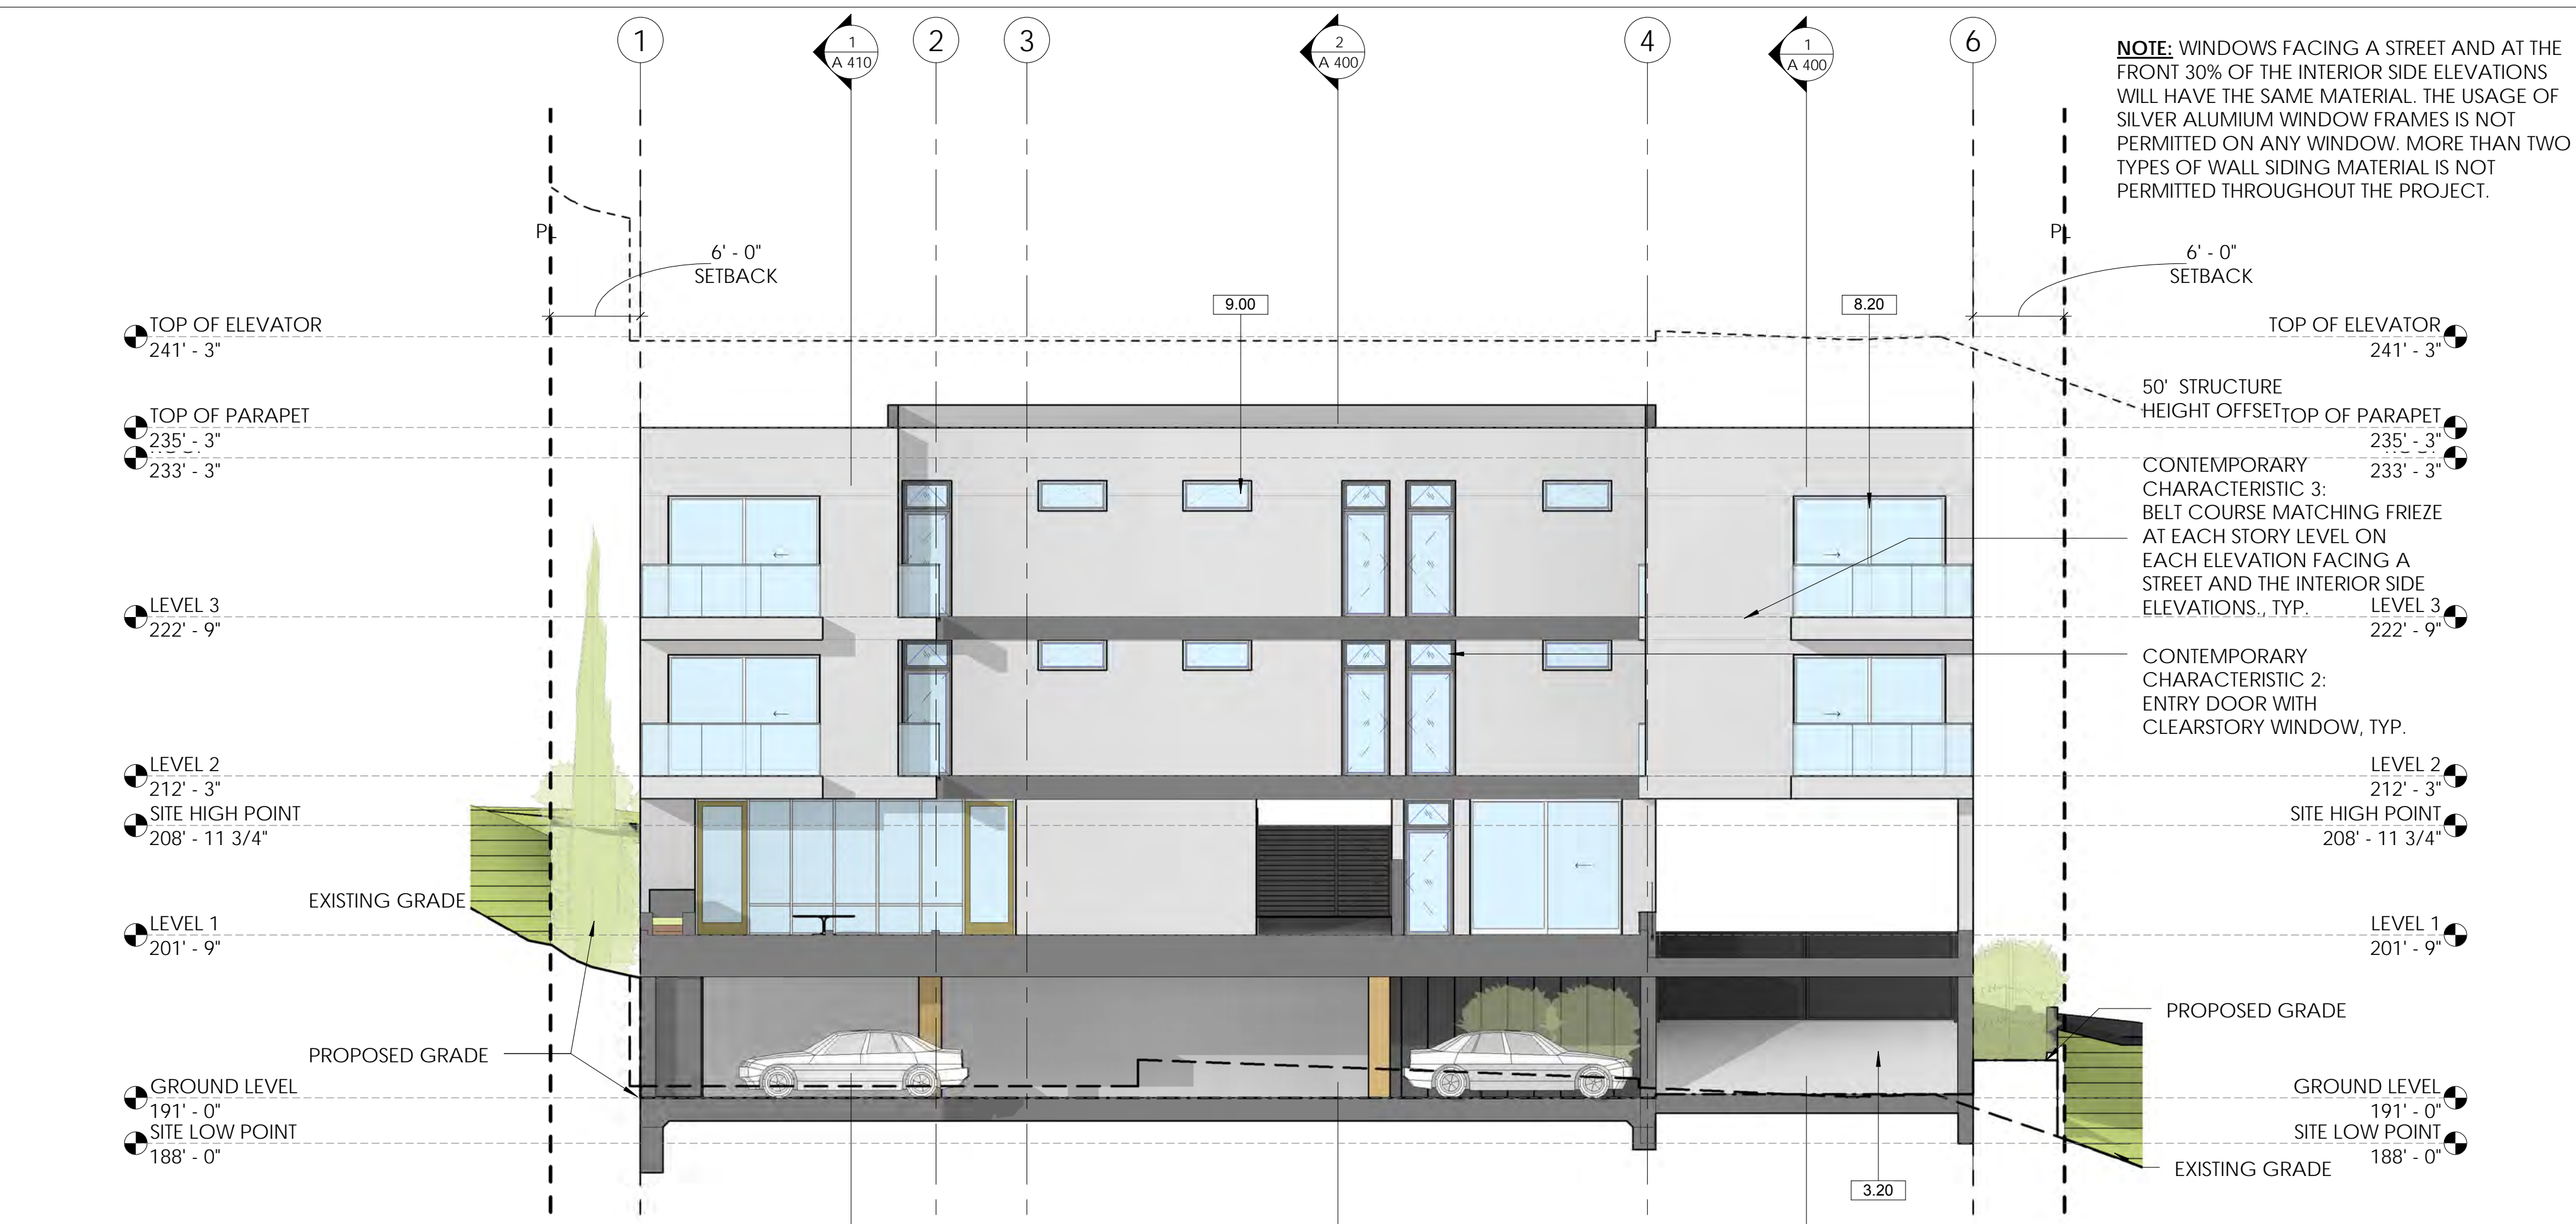 1
1
A 410
2
3
2
A 400
4
1
A 400
6
NOTE: WINDOWS FACING A STREET AND AT THE
FRONT 30% OF THE INTERIOR SIDE ELEVATIONS
WILL HAVE THE SAME MATERIAL. THE USAGE OF
SILVER ALUMIUM WINDOW FRAMES IS NOT
PERMITTED ON ANY WINDOW. MORE THAN TWO
TYPES OF WALL SIDING MATERIAL IS NOT
PERMITTED THROUGHOUT THE PROJECT.
PL
6' - 0"
SETBACK
PL
6' - 0"
SETBACK
9.00
8.20
TOP OF ELEVATOR
241' - 3"
TOP OF PARAPET
235' - 3"
233' - 3"
LEVEL 3
222' - 9"
LEVEL 2
212' - 3"
SITE HIGH POINT
208' - 11 3/4"
EXISTING GRADE
LEVEL 1
201' - 9"
PROPOSED GRADE
GROUND LEVEL
191' - 0"
SITE LOW POINT
188' - 0"
TOP OF ELEVATOR
241' - 3"
50' STRUCTURE
HEIGHT OFFSET
TOP OF PARAPET
235' - 3"
233' - 3"
CONTEMPORARY
CHARACTERISTIC 3:
BELT COURSE MATCHING FRIEZE
AT EACH STORY LEVEL ON
EACH ELEVATION FACING A
STREET AND THE INTERIOR SIDE
ELEVATIONS., TYP.
LEVEL 3
222' - 9"
CONTEMPORARY
CHARACTERISTIC 2:
ENTRY DOOR WITH
CLEARSTORY WINDOW, TYP.
LEVEL 2
212' - 3"
SITE HIGH POINT
208' - 11 3/4"
LEVEL 1
201' - 9"
PROPOSED GRADE
GROUND LEVEL
191' - 0"
SITE LOW POINT
188' - 0"
EXISTING GRADE
3.20